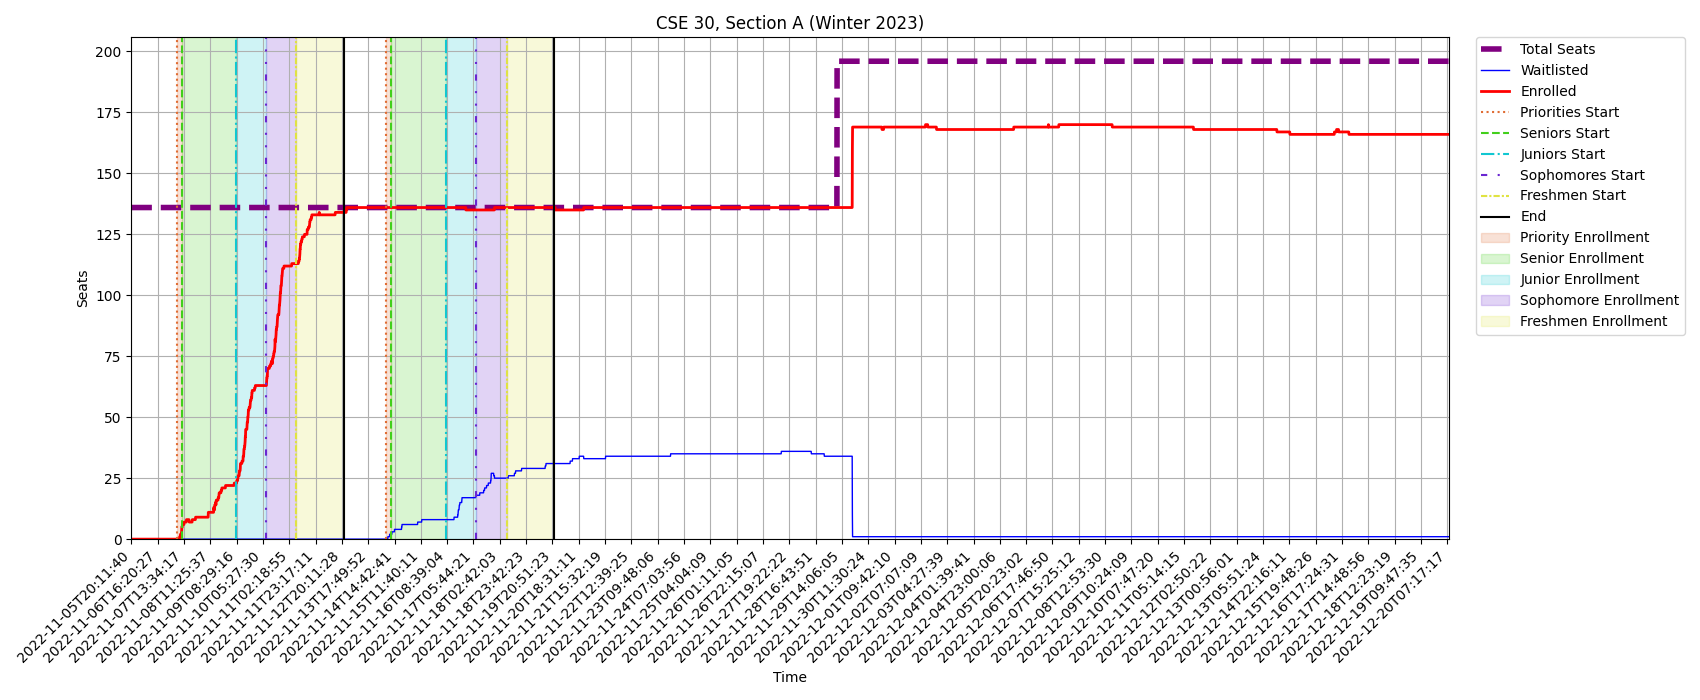 CSE 30, Section A (Winter 2023)
200
175
150
125
100
75
50
25
0
Seats
2022-11-05T20:11:40
2022-11-06T16:20:27
2022-11-07T13:34:17
2022-11-08T11:25:37
2022-11-09T08:29:16
2022-11-10T05:27:30
2022-11-11T02:18:55
2022-11-11T23:17:11
2022-11-12T20:11:28
2022-11-13T17:49:52
2022-11-14T14:42:41
2022-11-15T11:40:11
2022-11-16T08:39:04
2022-11-17T05:44:21
2022-11-18T02:42:03
2022-11-18T23:42:23
2022-11-19T20:51:23
2022-11-20T18:31:11
2022-11-21T15:32:19
2022-11-22T12:39:25
2022-11-23T09:48:06
2022-11-24T07:03:56
2022-11-25T04:04:09
2022-11-26T01:11:05
2022-11-26T22:15:07
2022-11-27T19:22:22
2022-11-28T16:43:51
2022-11-29T14:06:05
2022-11-30T11:30:24
2022-12-01T09:42:10
2022-12-02T07:07:09
2022-12-03T04:27:39
2022-12-04T01:39:41
2022-12-04T23:00:06
2022-12-05T20:23:02
2022-12-06T17:46:50
2022-12-07T15:25:12
2022-12-08T12:53:30
2022-12-09T10:24:09
2022-12-10T07:47:20
2022-12-11T05:14:15
2022-12-12T02:50:22
2022-12-13T00:56:01
2022-12-13T23:51:24
2022-12-14T22:16:11
2022-12-15T19:48:26
2022-12-16T17:24:31
2022-12-17T14:48:56
2022-12-18T12:23:19
2022-12-19T09:47:35
2022-12-20T07:17:17
Time
Total Seats
Waitlisted
Enrolled
Priorities Start
Seniors Start
Juniors Start
Sophomores Start
Freshmen Start
End
Priority Enrollment
Senior Enrollment
Junior Enrollment
Sophomore Enrollment
Freshmen Enrollment